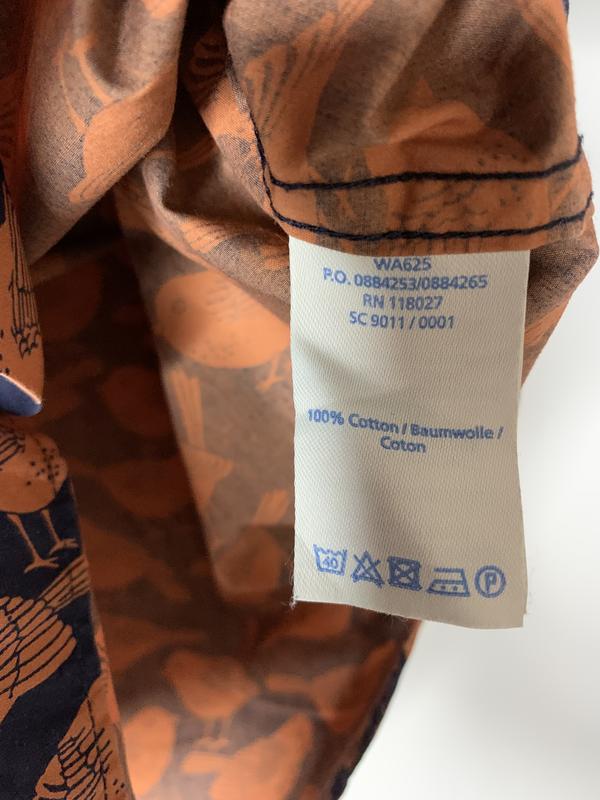 WA625
P.O. 0884253/0884265
RN 118027
SC 9011 / 0001
100% Cotton / Baumwolle /
Coton
40
P